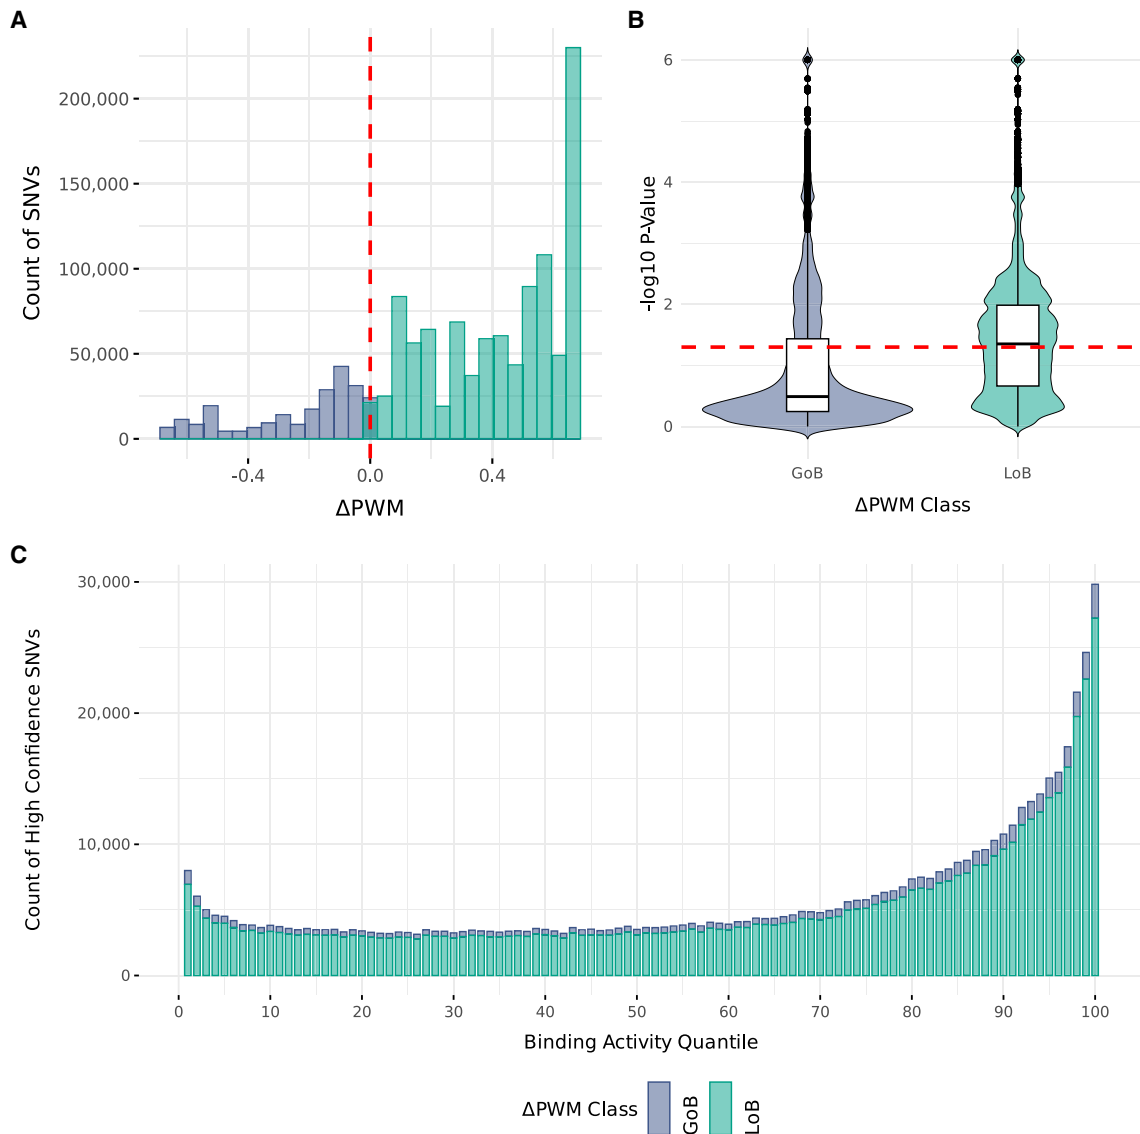 A
Count of SNVs
200,000
150,000
100,000
50,000
0
-0.4
0.0
0.4
ΔPWM
B
-log10 P-Value
6
4
2
0
GoB
LoB
ΔPWM Class
C
Count of High Confidence SNVs
30,000
20,000
10,000
0
0
10
20
30
40
50
60
70
80
90
100
Binding Activity Quantile
ΔPWM Class
GoB
LoB